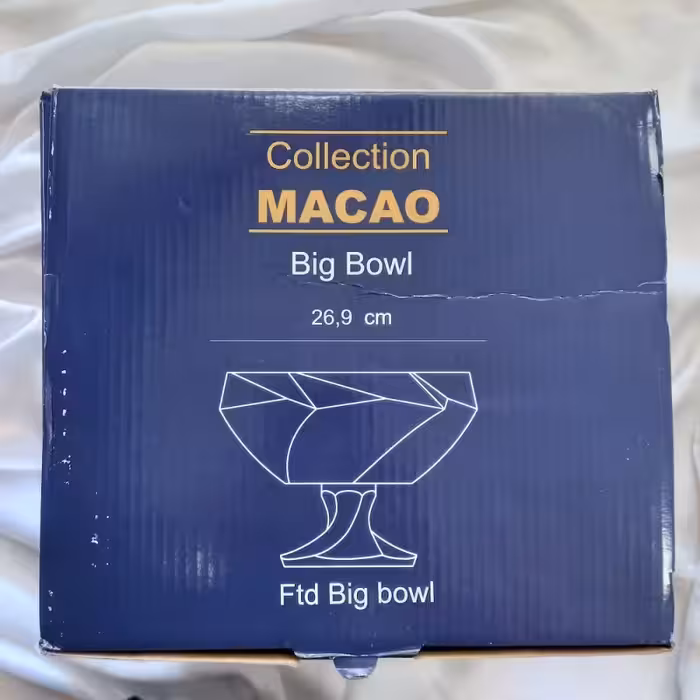 Collection
MACAO
Big Bowl
26,9 cm
Ftd Big bowl